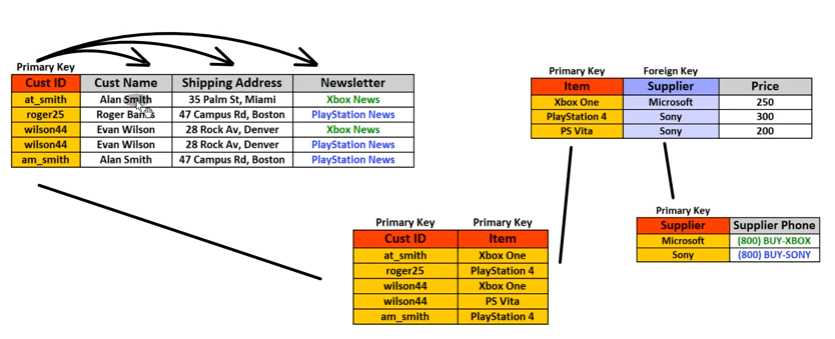 Primary Key
Cust ID Cust Name Shipping Address Newsletter
at_smith Alan Smith 35 Palm St, Miami Xbox News
roger25 Roger Banks 47 Campus Rd, Boston PlayStation News
wilson44 Evan Wilson 28 Rock Av, Denver Xbox News
wilson44 Evan Wilson 28 Rock Av, Denver PlayStation News
am_smith Alan Smith 47 Campus Rd, Boston PlayStation News
Primary Key Foreign Key
Item Supplier Price
Xbox One Microsoft 250
PlayStation 4 Sony 300
PS Vita Sony 200
Primary Key Primary Key
Cust ID Item
at_smith Xbox One
roger25 PlayStation 4
wilson44 Xbox One
wilson44 PS Vita
am_smith PlayStation 4
Primary Key
Supplier Supplier Phone
Microsoft (800) BUY-XBOX
Sony (800) BUY-SONY